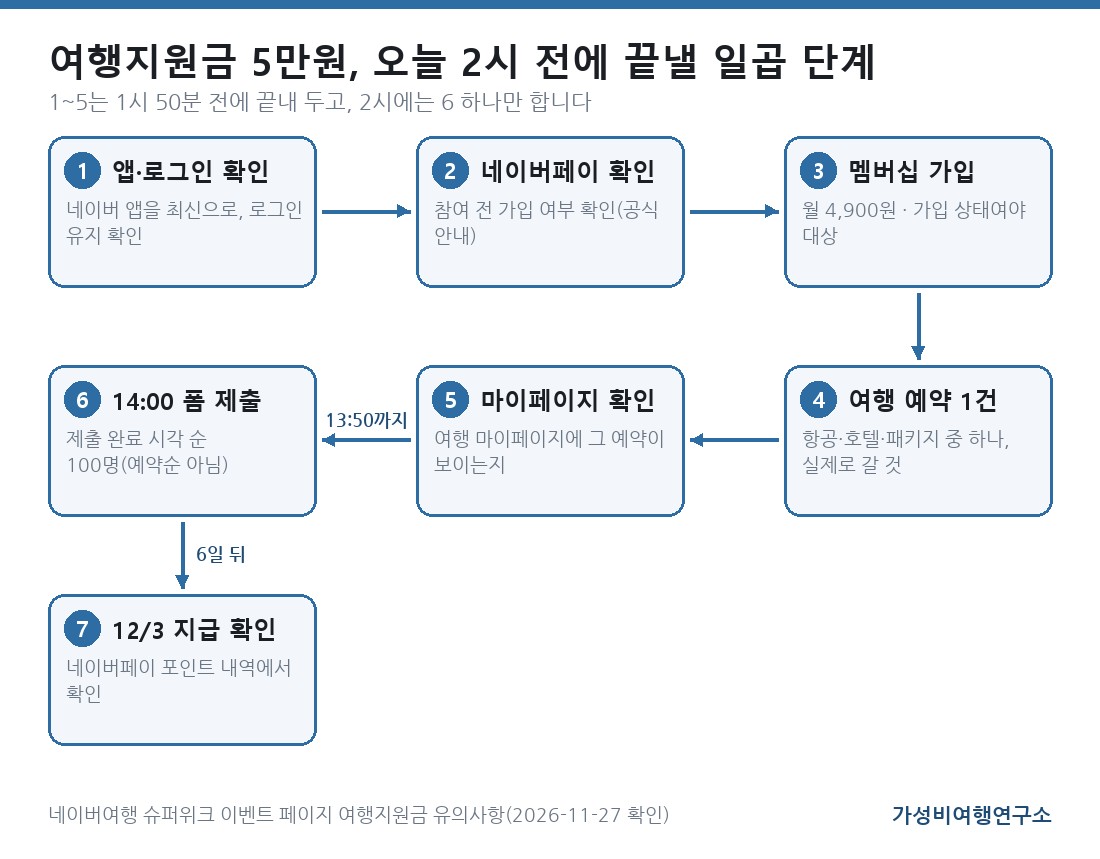 여행지원금 5만원, 오늘 2시 전에 끝낼 일곱 단계
1~5는 1시 50분 전에 끝내 두고, 2시에는 6 하나만 합니다
1 앱·로그인 확인
네이버 앱을 최신으로, 로그인
유지 확인
2 네이버페이 확인
참여 전 가입 여부 확인(공식
안내)
3 멤버십 가입
월 4,900원 · 가입 상태여야
대상
4 여행 예약 1건
항공·호텔·패키지 중 하나,
실제로 갈 것
5 마이페이지 확인
여행 마이페이지에 그 예약이
보이는지
13:50까지
6 14:00 폼 제출
제출 완료 시각 순
100명(예약순 아님)
6일 뒤
7 12/3 지급 확인
네이버페이 포인트 내역에서
확인
네이버여행 슈퍼위크 이벤트 페이지 여행지원금 유의사항(2026-11-27 확인)
가성비여행연구소